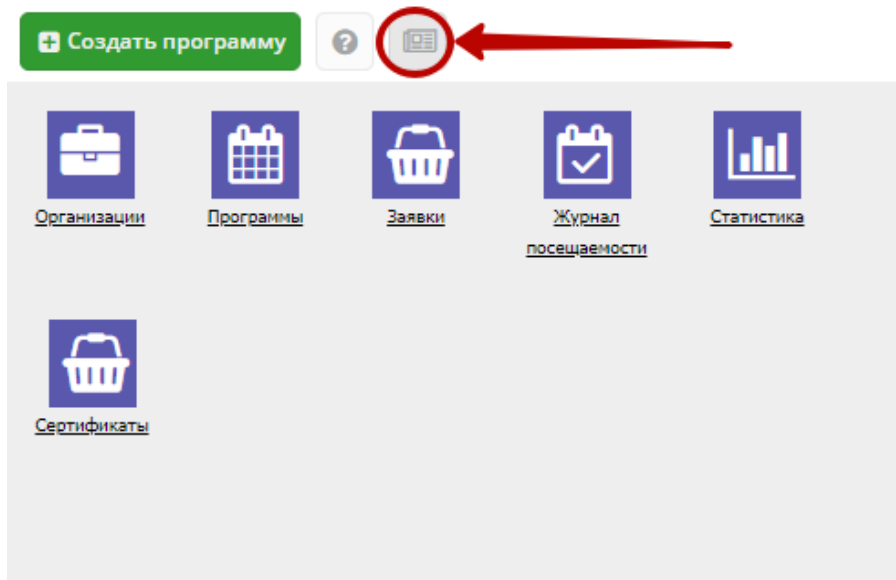 Создать программу
Организации
Программы
Заявки
Журнал
посещаемости
Статистика
Сертификаты